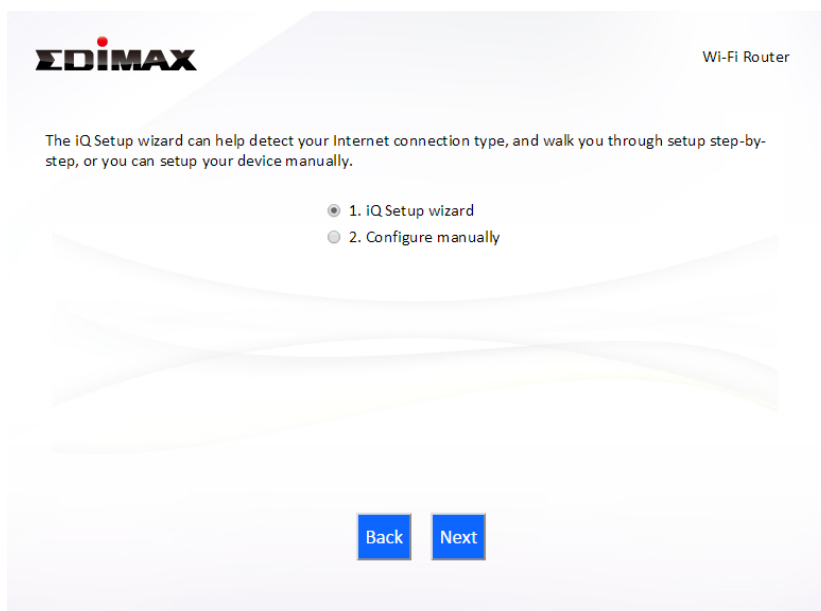 EDIMAX
Wi-Fi Router
The iQ Setup wizard can help detect your Internet connection type, and walk you through setup step-by-
step, or you can setup your device manually.
1. iQ Setup wizard
2. Configure manually
Back
Next